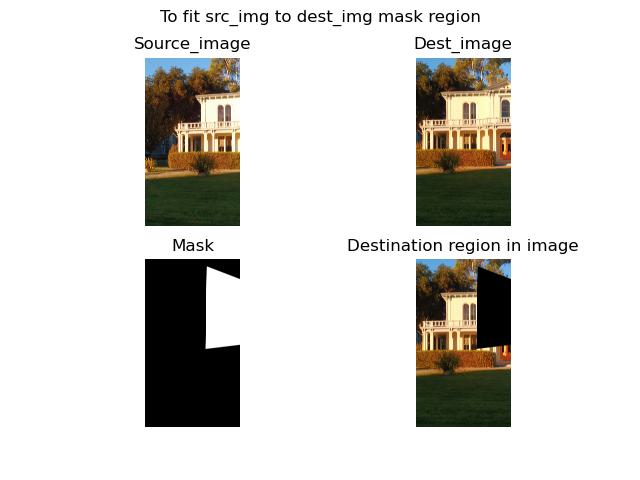 To fit src_img to dest_img mask region
Source_image
Dest_image
Mask
Destination region in image